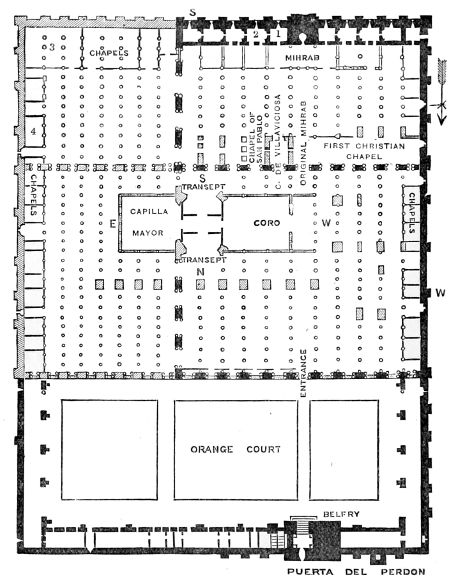 S
3
CHAPELS
2
1
MIHRAB
4
CHAPEL OF
SAN PABLO
C. DE VILLAVICIOSA
ORIGINAL MIHRAB
FIRST CHRISTIAN
CHAPEL
CHAPELS
S
TRANSEPT
E
CAPILLA
MAYOR
CORO
W
CHAPELS
TRANSEPT
N
W
ENTRANCE
ORANGE COURT
BELFRY
PUERTA DEL PERDON